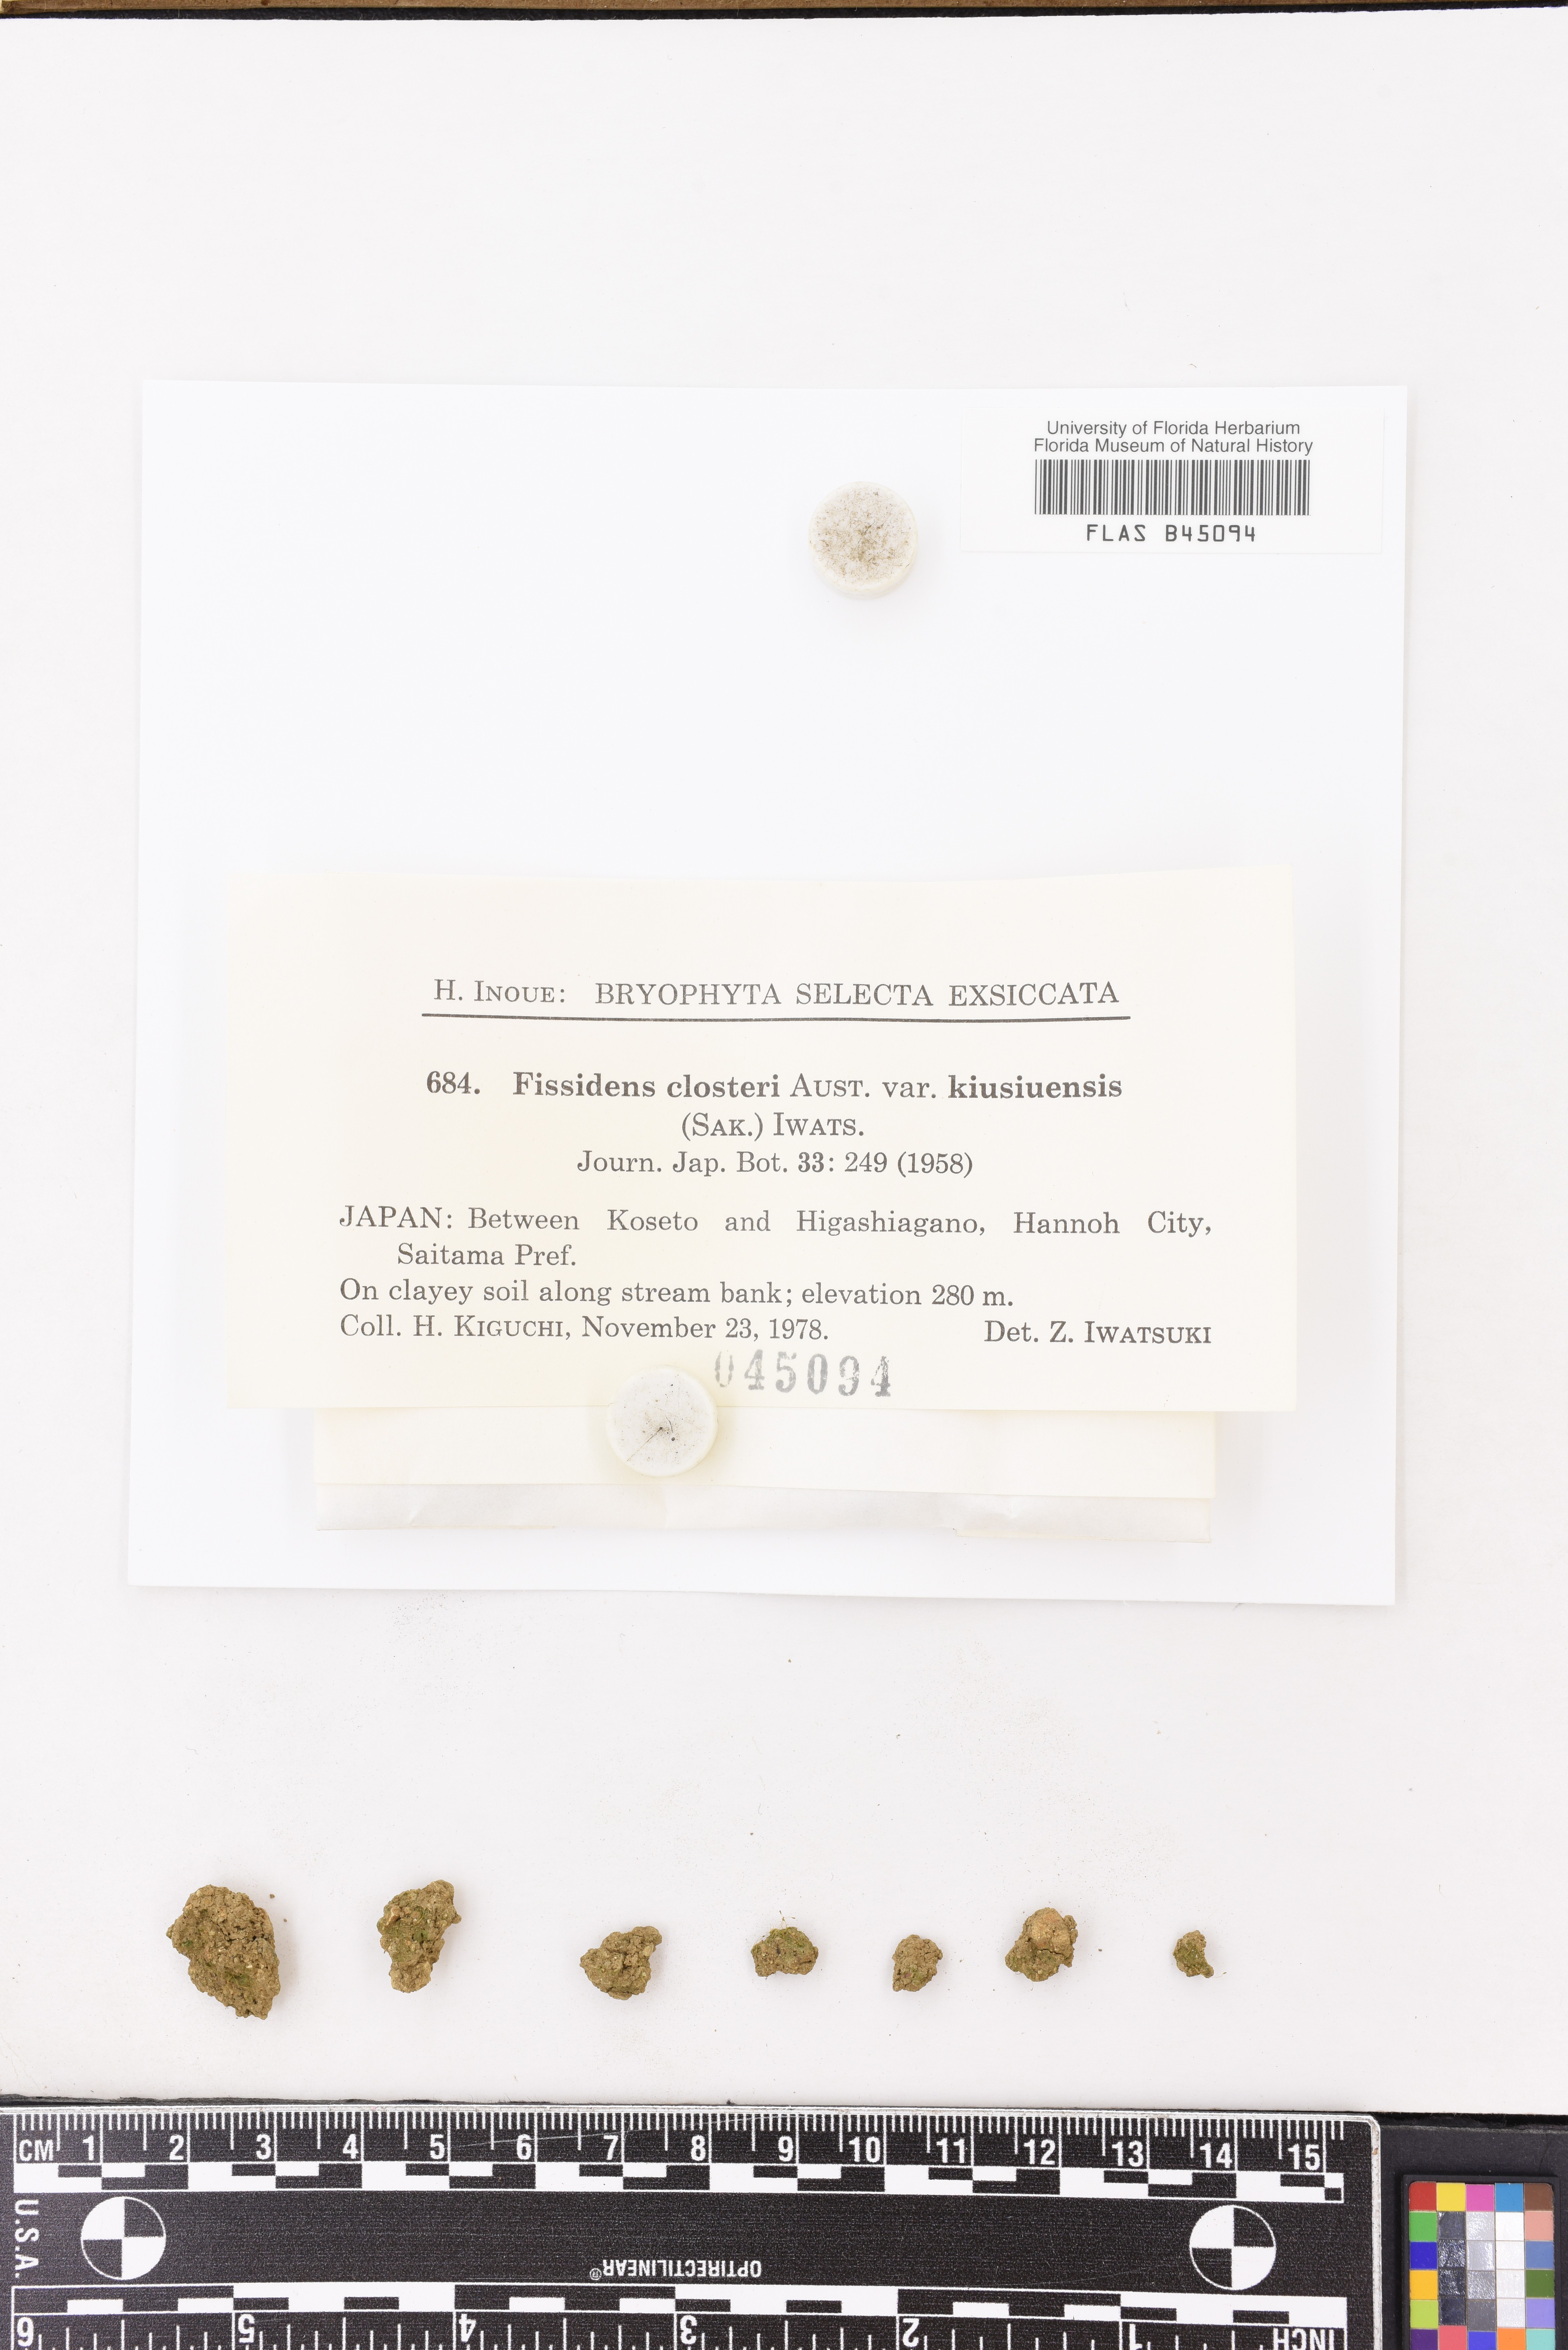 University of Florida Herbarium
Florida Museum of Natural History
FLAS B45094
H. INOUE: BRYOPHYTA SELECTA EXSICCATA
684. Fissidens closteri AUST. var. kiusiuensis
(SAK.) IWATS.
Journ. Jap. Bot. 33: 249 (1958)
JAPAN: Between Koseto and Higashiagano, Hannoh City,
Saitama Pref.
On clayey soil along stream bank; elevation 280 m.
Coll. H. KIGUCHI, November 23, 1978. Det. Z. IWATSUKI
045094
CM 1 2 3 4 5 6 7 8 9 10 11 12 13 14 15
U.S.A.
OPTIRECTILINEAR®
6 5 4 3 2 1 INCH